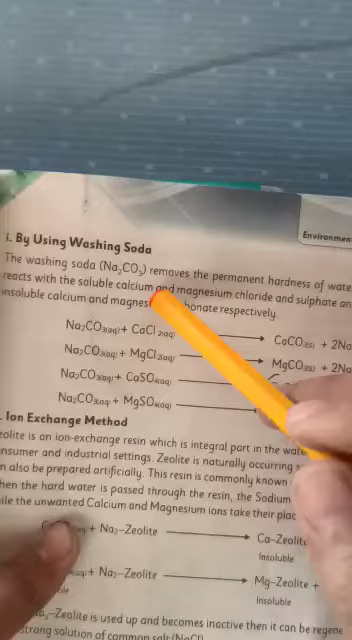 Environmen
i. By Using Washing Soda
The washing soda (Na₂CO₃) removes the permanent hardness of wate
reacts with the soluble calcium and magnesium chloride and sulphate an
insoluble calcium and magnes bonate respectively.
Na₂CO₃(aq) + CaCl₂(aq) ⟶ CaCO₃(s) + 2Na
Na₂CO₃(aq) + MgCl₂(aq) ⟶ MgCO₃(s) + 2Na
Na₂CO₃(aq) + CaSO₄(aq)
Na₂CO₃(aq) + MgSO₄(aq)
. Ion Exchange Method
eolite is an ion-exchange resin which is integral part in the wate
nsumer and industrial settings. Zeolite is naturally occurring s
n also be prepared artificially. This resin is commonly known
hen the hard water is passed through the resin, the Sodium
ile the unwanted Calcium and Magnesium ions take their plac
(aq) + Na₂-Zeolite ⟶ Ca-Zeolit
Insoluble
(aq) + Na₂-Zeolite ⟶ Mg-Zeolite +
ble Insoluble
-Zeolite is used up and becomes inactive then it can be regene
strong solution of common salt (NaCl)